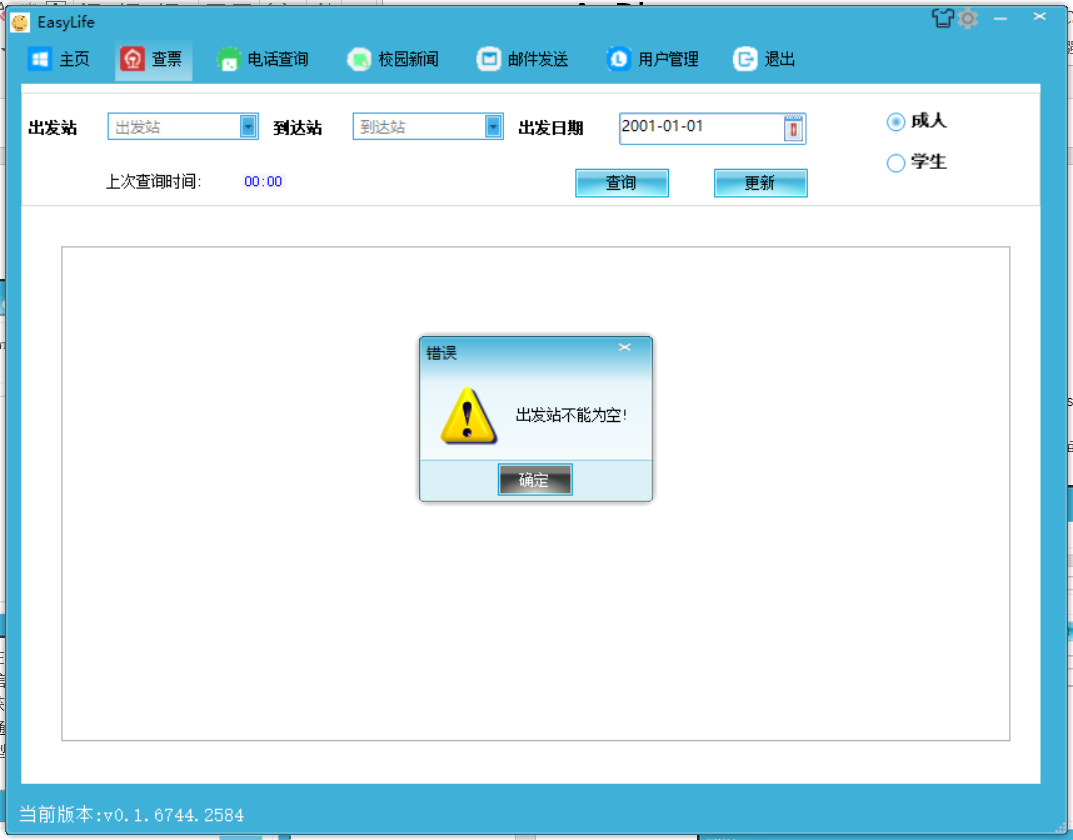 EasyLife
主页 查票 电话查询 校园新闻 邮件发送 用户管理 退出
出发站 出发站 到达站 到达站 出发日期 2001-01-01 成人
学生
上次查询时间: 00:00 查询 更新
错误
出发站不能为空!
确定
当前版本:v0.1.6744.2584